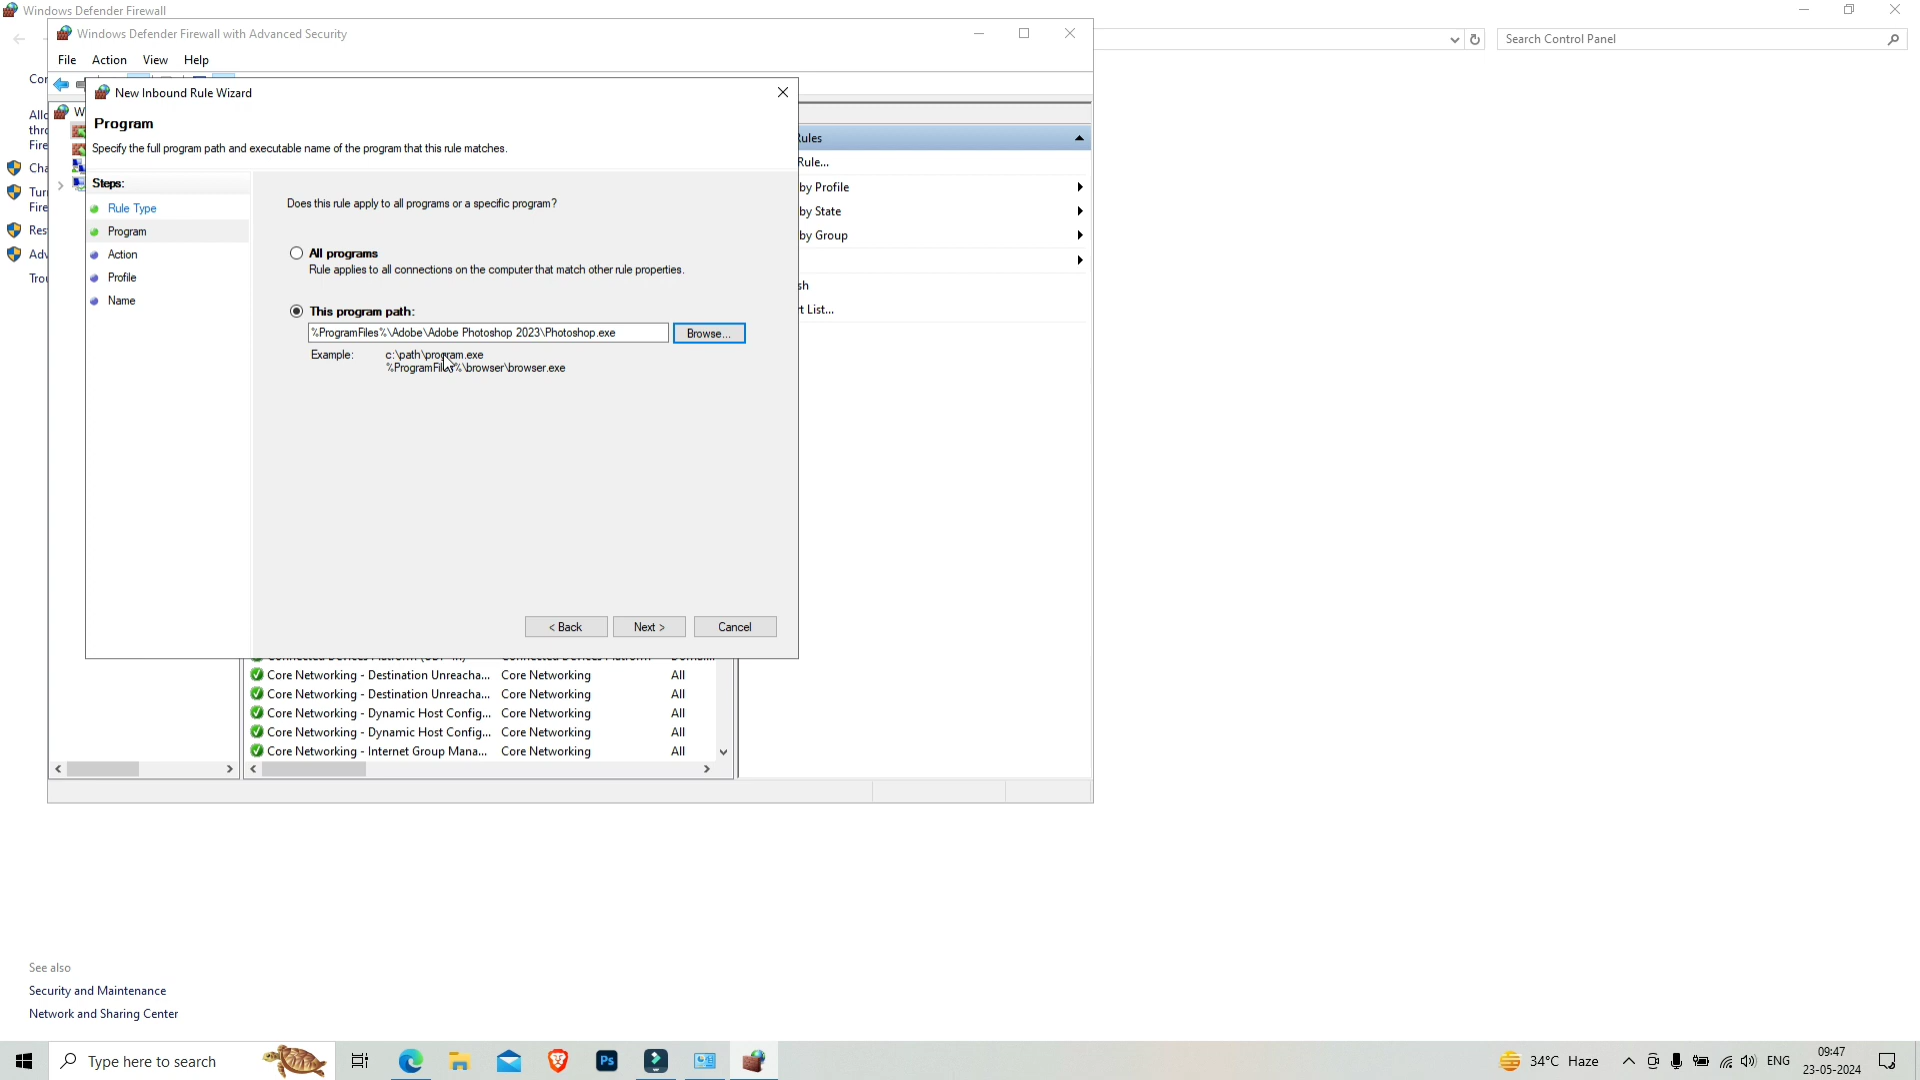 Windows Defender Firewall
Windows Defender Firewall with Advanced Security
Search Control Panel
File Action View Help
New Inbound Rule Wizard
Program
Specify the full program path and executable name of the program that this rule matches.
Steps:
Rule Type
Program
Action
Profile
Name
Does this rule apply to all programs or a specific program?
All programs
Rule applies to all connections on the computer that match other rule properties.
This program path:
%ProgramFiles%\Adobe\Adobe Photoshop 2023\Photoshop.exe
Browse...
Example: c:\path\program.exe
%ProgramFiles%\browser\browser.exe
< Back Next > Cancel
Rules
Rule...
by Profile
by State
by Group
sh
t List...
Core Networking - Destination Unreacha... Core Networking All
Core Networking - Destination Unreacha... Core Networking All
Core Networking - Dynamic Host Config... Core Networking All
Core Networking - Dynamic Host Config... Core Networking All
Core Networking - Internet Group Mana... Core Networking All
See also
Security and Maintenance
Network and Sharing Center
Type here to search
Ps
34°C Haze
ENG
09:47
23-05-2024